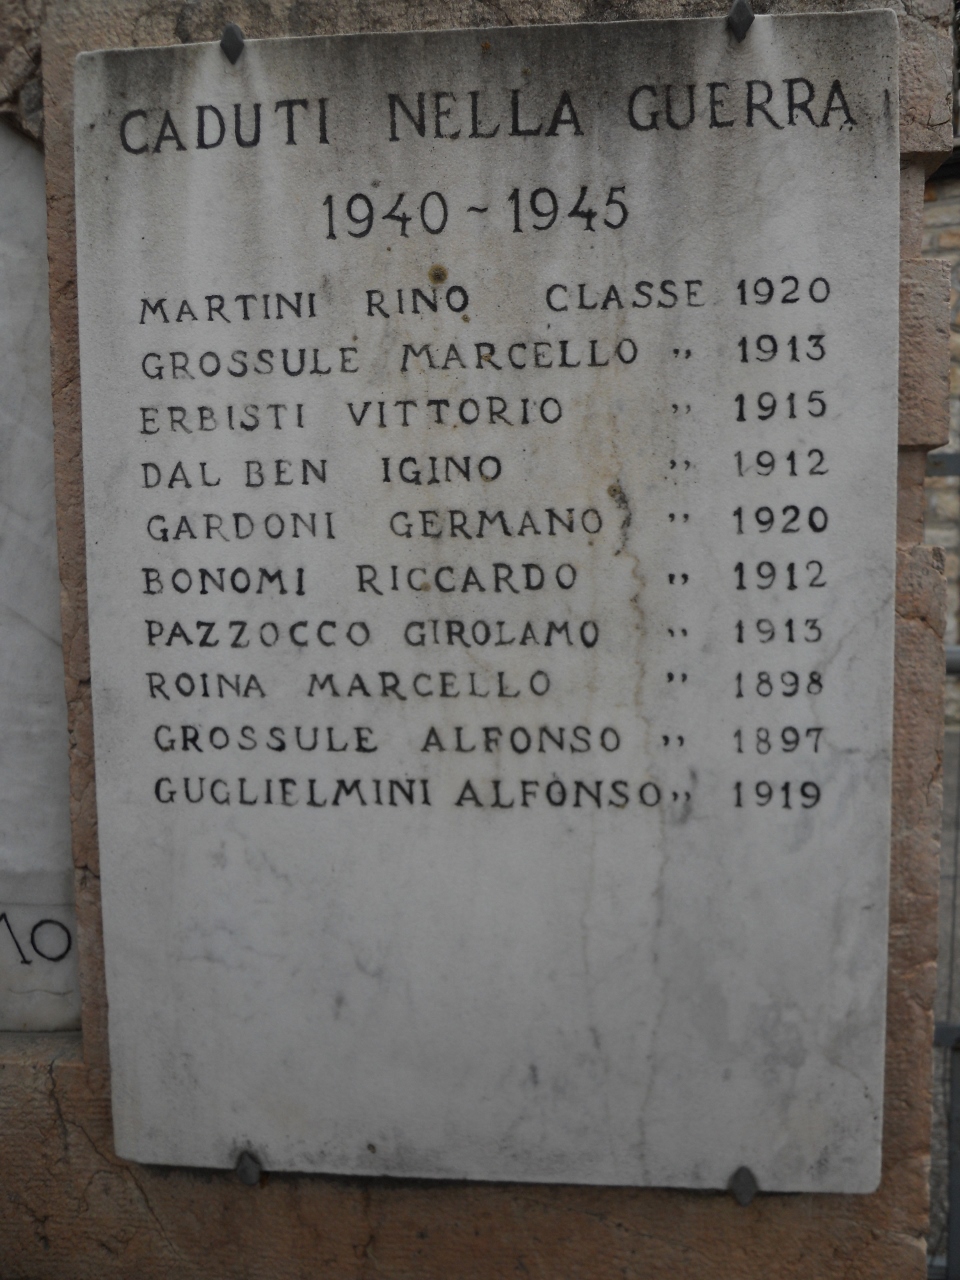 CADUTI NELLA GUERRA
1940 ~ 1945
MARTINI RINO CLASSE 1920
GROSSULE MARCELLO " 1913
ERBISTI VITTORIO " 1915
DAL BEN IGINO " 1912
GARDONI GERMANO " 1920
BONOMI RICCARDO " 1912
PAZZOCCO GIROLAMO " 1913
ROINA MARCELLO " 1898
GROSSULE ALFONSO " 1897
GUGLIELMINI ALFONSO " 1919